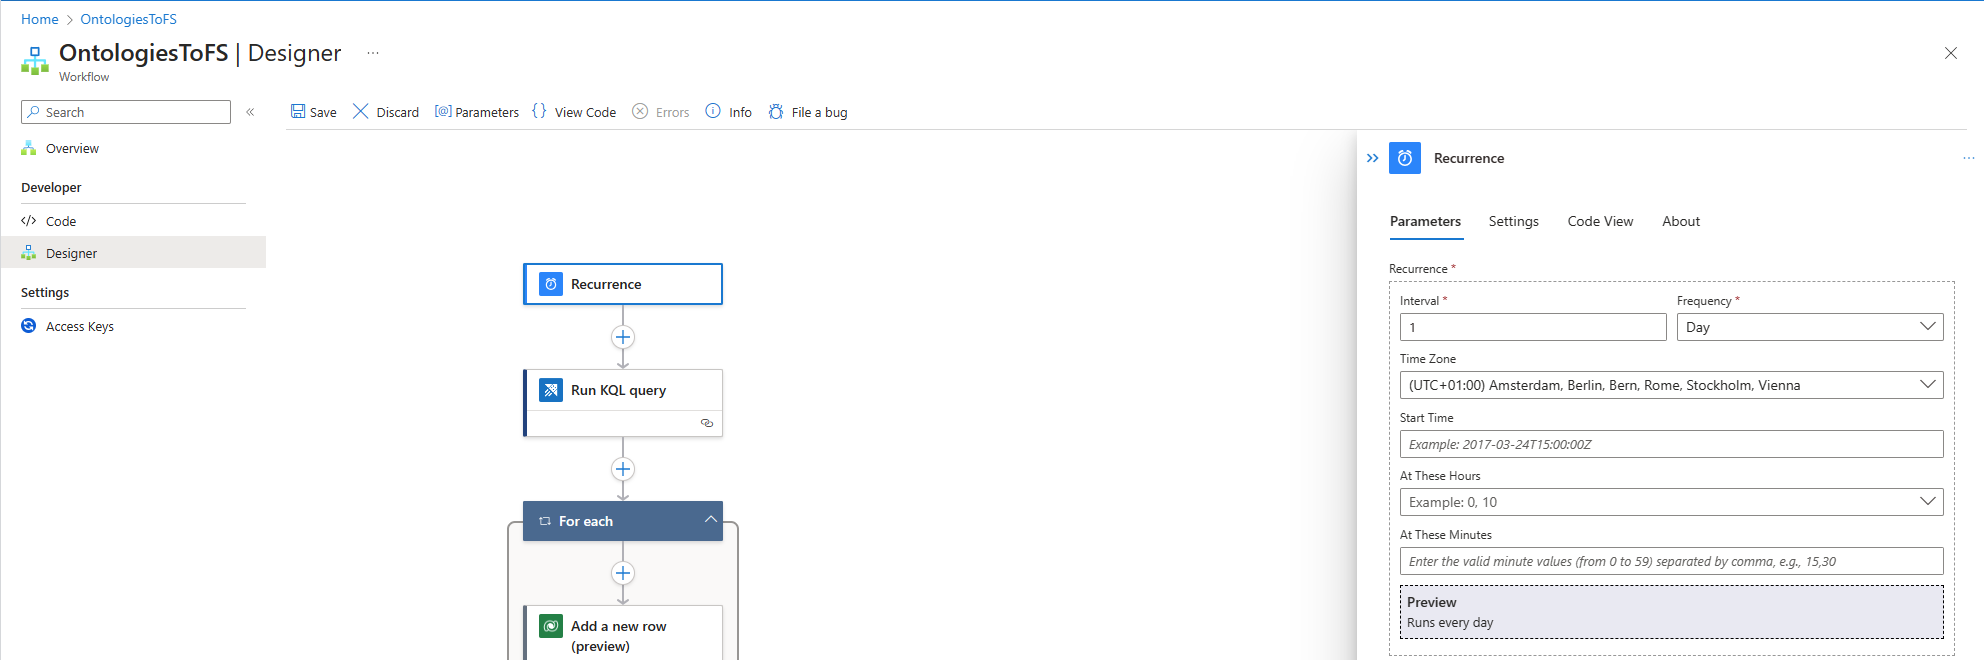 Home > OntologiesToFS
OntologiesToFS | Designer ...
Workflow
Search «
Overview
Developer
</> Code
Designer
Settings
Access Keys
Save Discard [@] Parameters {} View Code Errors Info File a bug
Recurrence
Run KQL query
For each
Add a new row
(preview)
Recurrence ...
Parameters Settings Code View About
Recurrence *
Interval * Frequency *
1 Day
Time Zone
(UTC+01:00) Amsterdam, Berlin, Bern, Rome, Stockholm, Vienna
Start Time
Example: 2017-03-24T15:00:00Z
At These Hours
Example: 0, 10
At These Minutes
Enter the valid minute values (from 0 to 59) separated by comma, e.g., 15,30
Preview
Runs every day